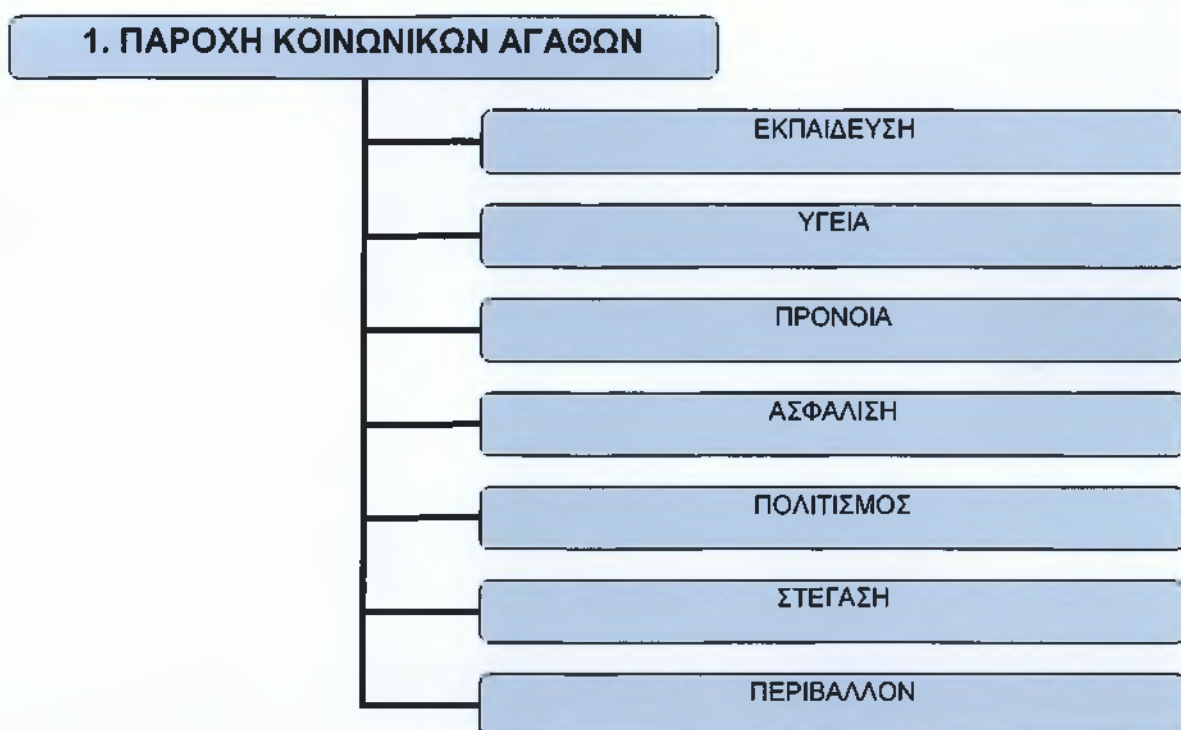 1. ΠΑΡΟΧΗ ΚΟΙΝΩΝΙΚΩΝ ΑΓΑΘΩΝ
ΕΚΠΑΙΔΕΥΣΗ
ΥΓΕΙΑ
ΠΡΟΝΟΙΑ
ΑΣΦΑΛΙΣΗ
ΠΟΛΙΤΙΣΜΟΣ
ΣΤΕΓΑΣΗ
ΠΕΡΙΒΑΛΛΟΝ